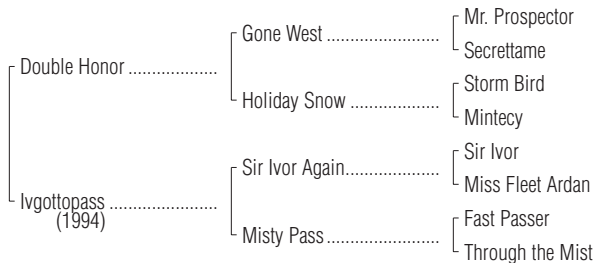 Mr. Prospector
Gone West ....................
Secrettame
Double Honor ................
Storm Bird
Holiday Snow ................
Mintecy
Sir Ivor
Sir Ivor Again.................
Miss Fleet Ardan
Ivgottopass ...................
(1994)
Fast Passer
Misty Pass....................
Through the Mist